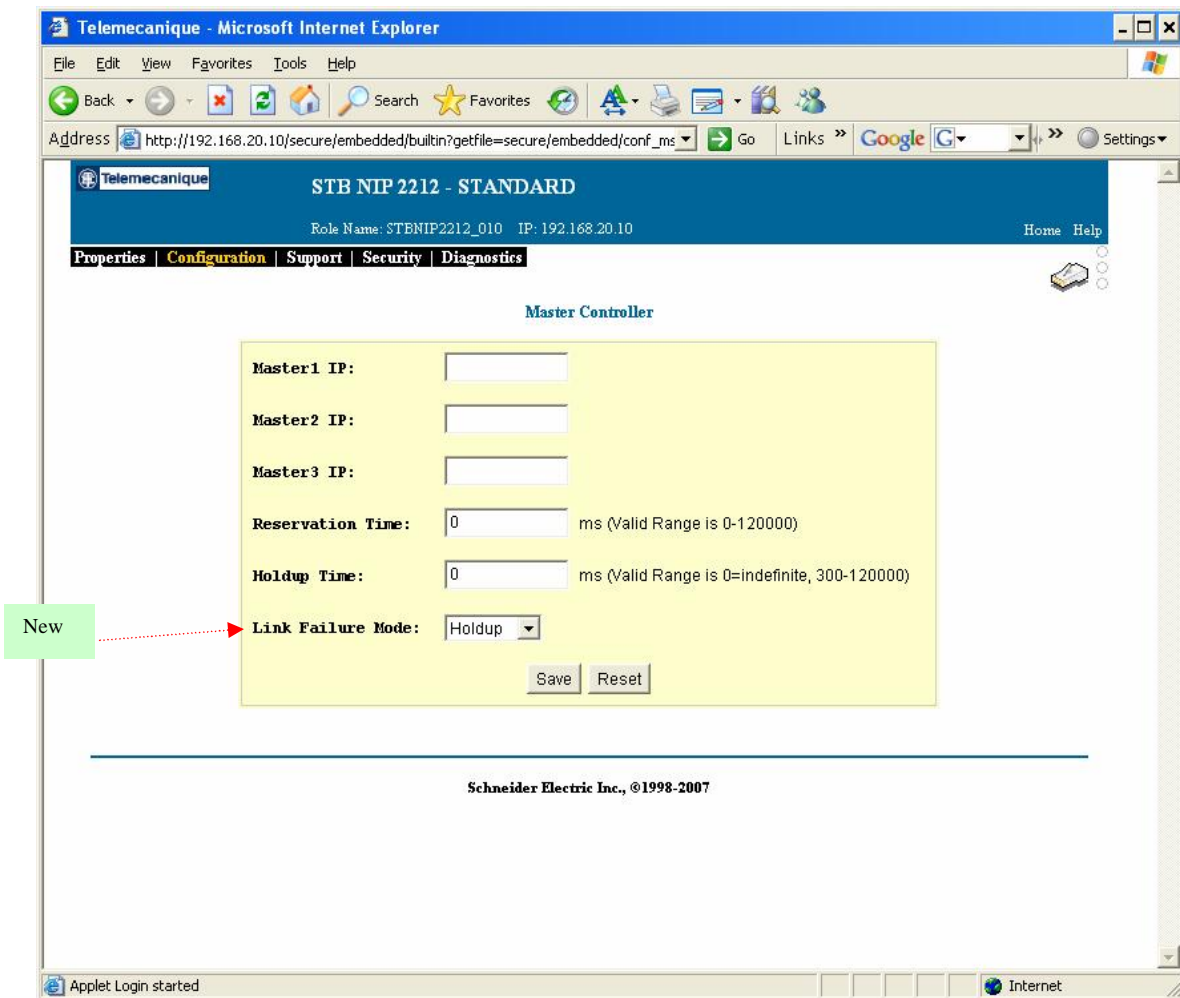 Telemecanique - Microsoft Internet Explorer
File Edit View Favorites Tools Help
Back Search Favorites
Address http://192.168.20.10/secure/embedded/builtin?getfile=secure/embedded/conf_ms Go Links » Google G » Settings
Telemecanique
STB NIP 2212 - STANDARD
Role Name: STBNIP2212_010 IP: 192.168.20.10
Home Help
Properties | Configuration | Support | Security | Diagnostics
Master Controller
Master1 IP:
Master2 IP:
Master3 IP:
Reservation Time: 0 ms (Valid Range is 0-120000)
Holdup Time: 0 ms (Valid Range is 0=indefinite, 300-120000)
New
Link Failure Mode: Holdup
Save Reset
Schneider Electric Inc., ©1998-2007
Applet Login started
Internet